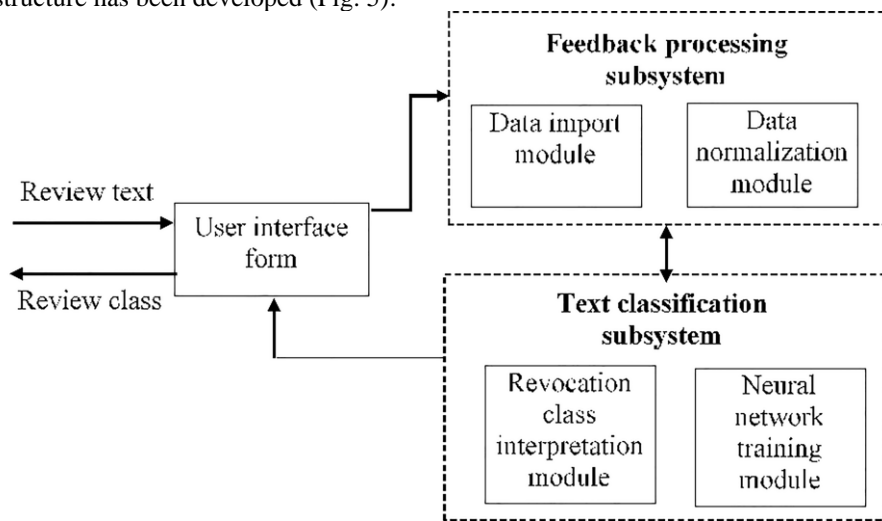 structure has been developed (Fig. 3).
Feedback processing
subsystem
Data import
module
Data
normalization
module
Review text
User interface
form
Review class
Text classification
subsystem
Revocation
class
interpretation
module
Neural
network
training
module